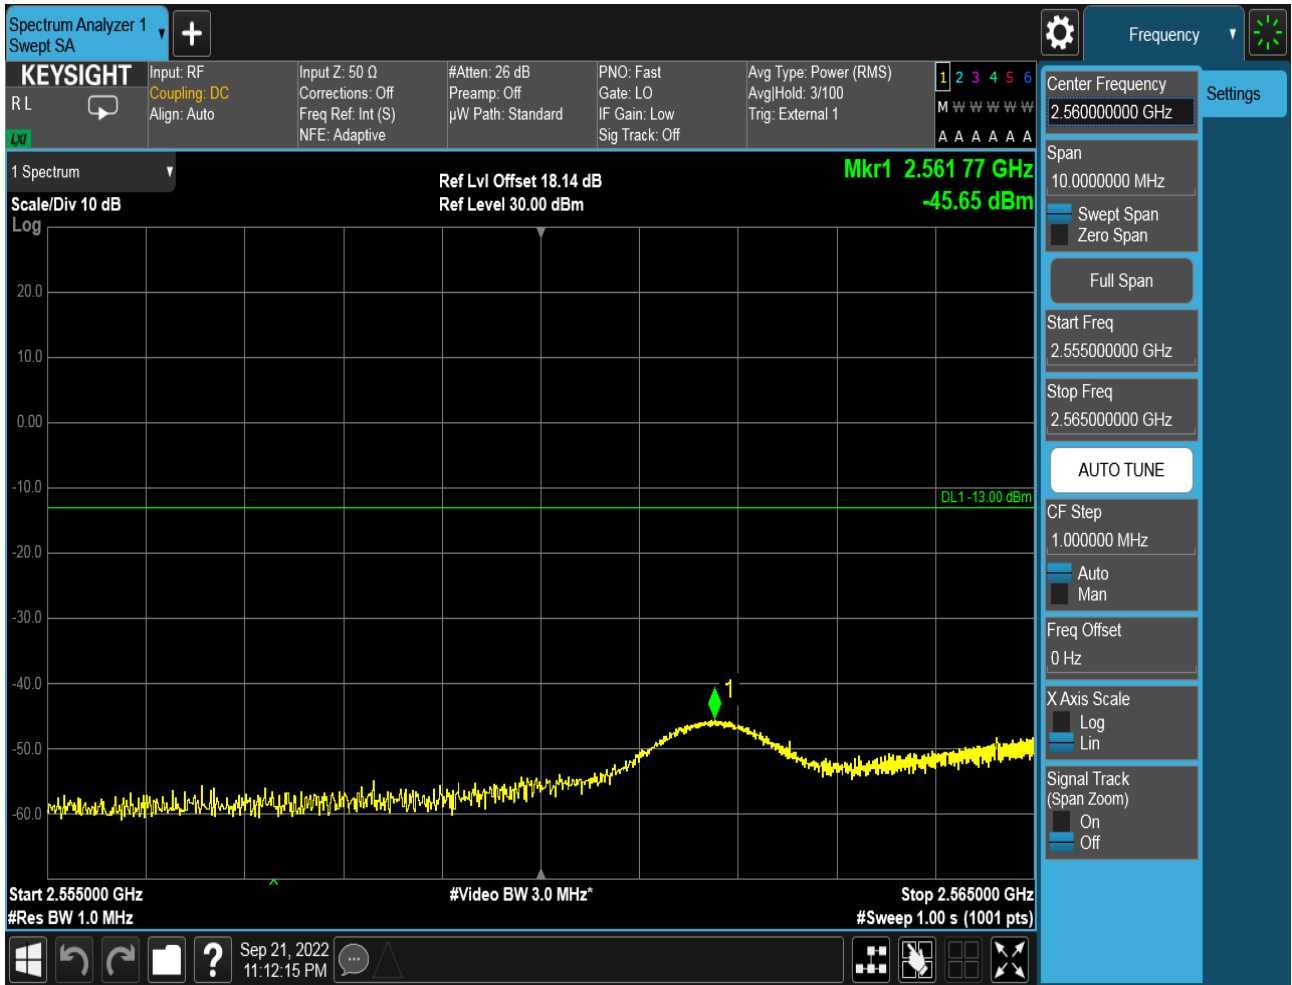 Spectrum Analyzer 1
Swept SA
Frequency
KEYSIGHT
R L
LXI
Input: RF
Coupling: DC
Align: Auto
Input Z: 50 Ω
Corrections: Off
Freq Ref: Int (S)
NFE: Adaptive
#Atten: 26 dB
Preamp: Off
µW Path: Standard
PNO: Fast
Gate: LO
IF Gain: Low
Sig Track: Off
Avg Type: Power (RMS)
Avg|Hold: 3/100
Trig: External 1
1 2 3 4 5 6
M W W W W W
A A A A A A
1 Spectrum
Scale/Div 10 dB
Log
Ref Lvl Offset 18.14 dB
Ref Level 30.00 dBm
Mkr1 2.561 77 GHz
-45.65 dBm
20.0
10.0
0.00
-10.0
DL1 -13.00 dBm
-20.0
-30.0
-40.0
1
-50.0
-60.0
Start 2.555000 GHz
#Video BW 3.0 MHz*
Stop 2.565000 GHz
#Res BW 1.0 MHz
#Sweep 1.00 s (1001 pts)
Sep 21, 2022
11:12:15 PM
Center Frequency
2.560000000 GHz
Settings
Span
10.0000000 MHz
Swept Span
Zero Span
Full Span
Start Freq
2.555000000 GHz
Stop Freq
2.565000000 GHz
AUTO TUNE
CF Step
1.000000 MHz
Auto
Man
Freq Offset
0 Hz
X Axis Scale
Log
Lin
Signal Track
(Span Zoom)
On
Off